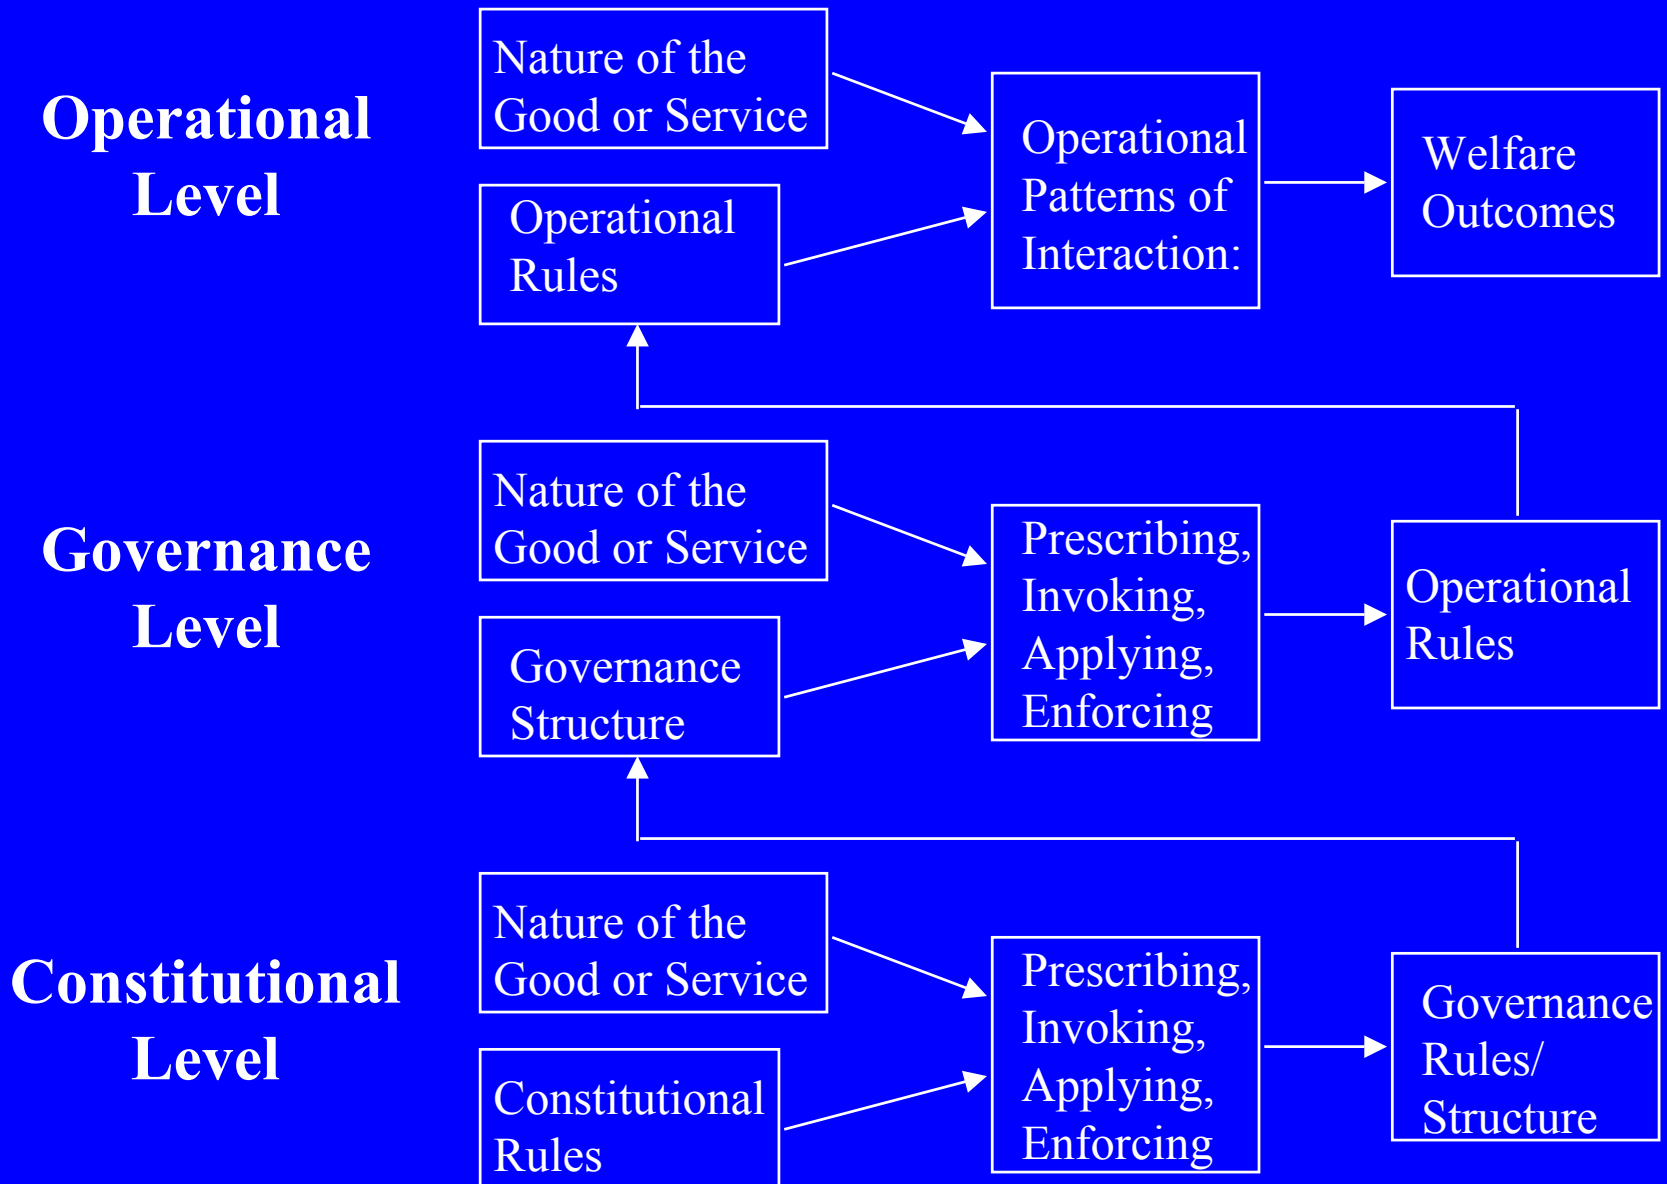 Operational
Level
Nature of the
Good or Service
Operational
Rules
Operational
Patterns of
Interaction:
Welfare
Outcomes
Governance
Level
Nature of the
Good or Service
Governance
Structure
Prescribing,
Invoking,
Applying,
Enforcing
Operational
Rules
Constitutional
Level
Nature of the
Good or Service
Constitutional
Rules
Prescribing,
Invoking,
Applying,
Enforcing
Governance
Rules/
Structure